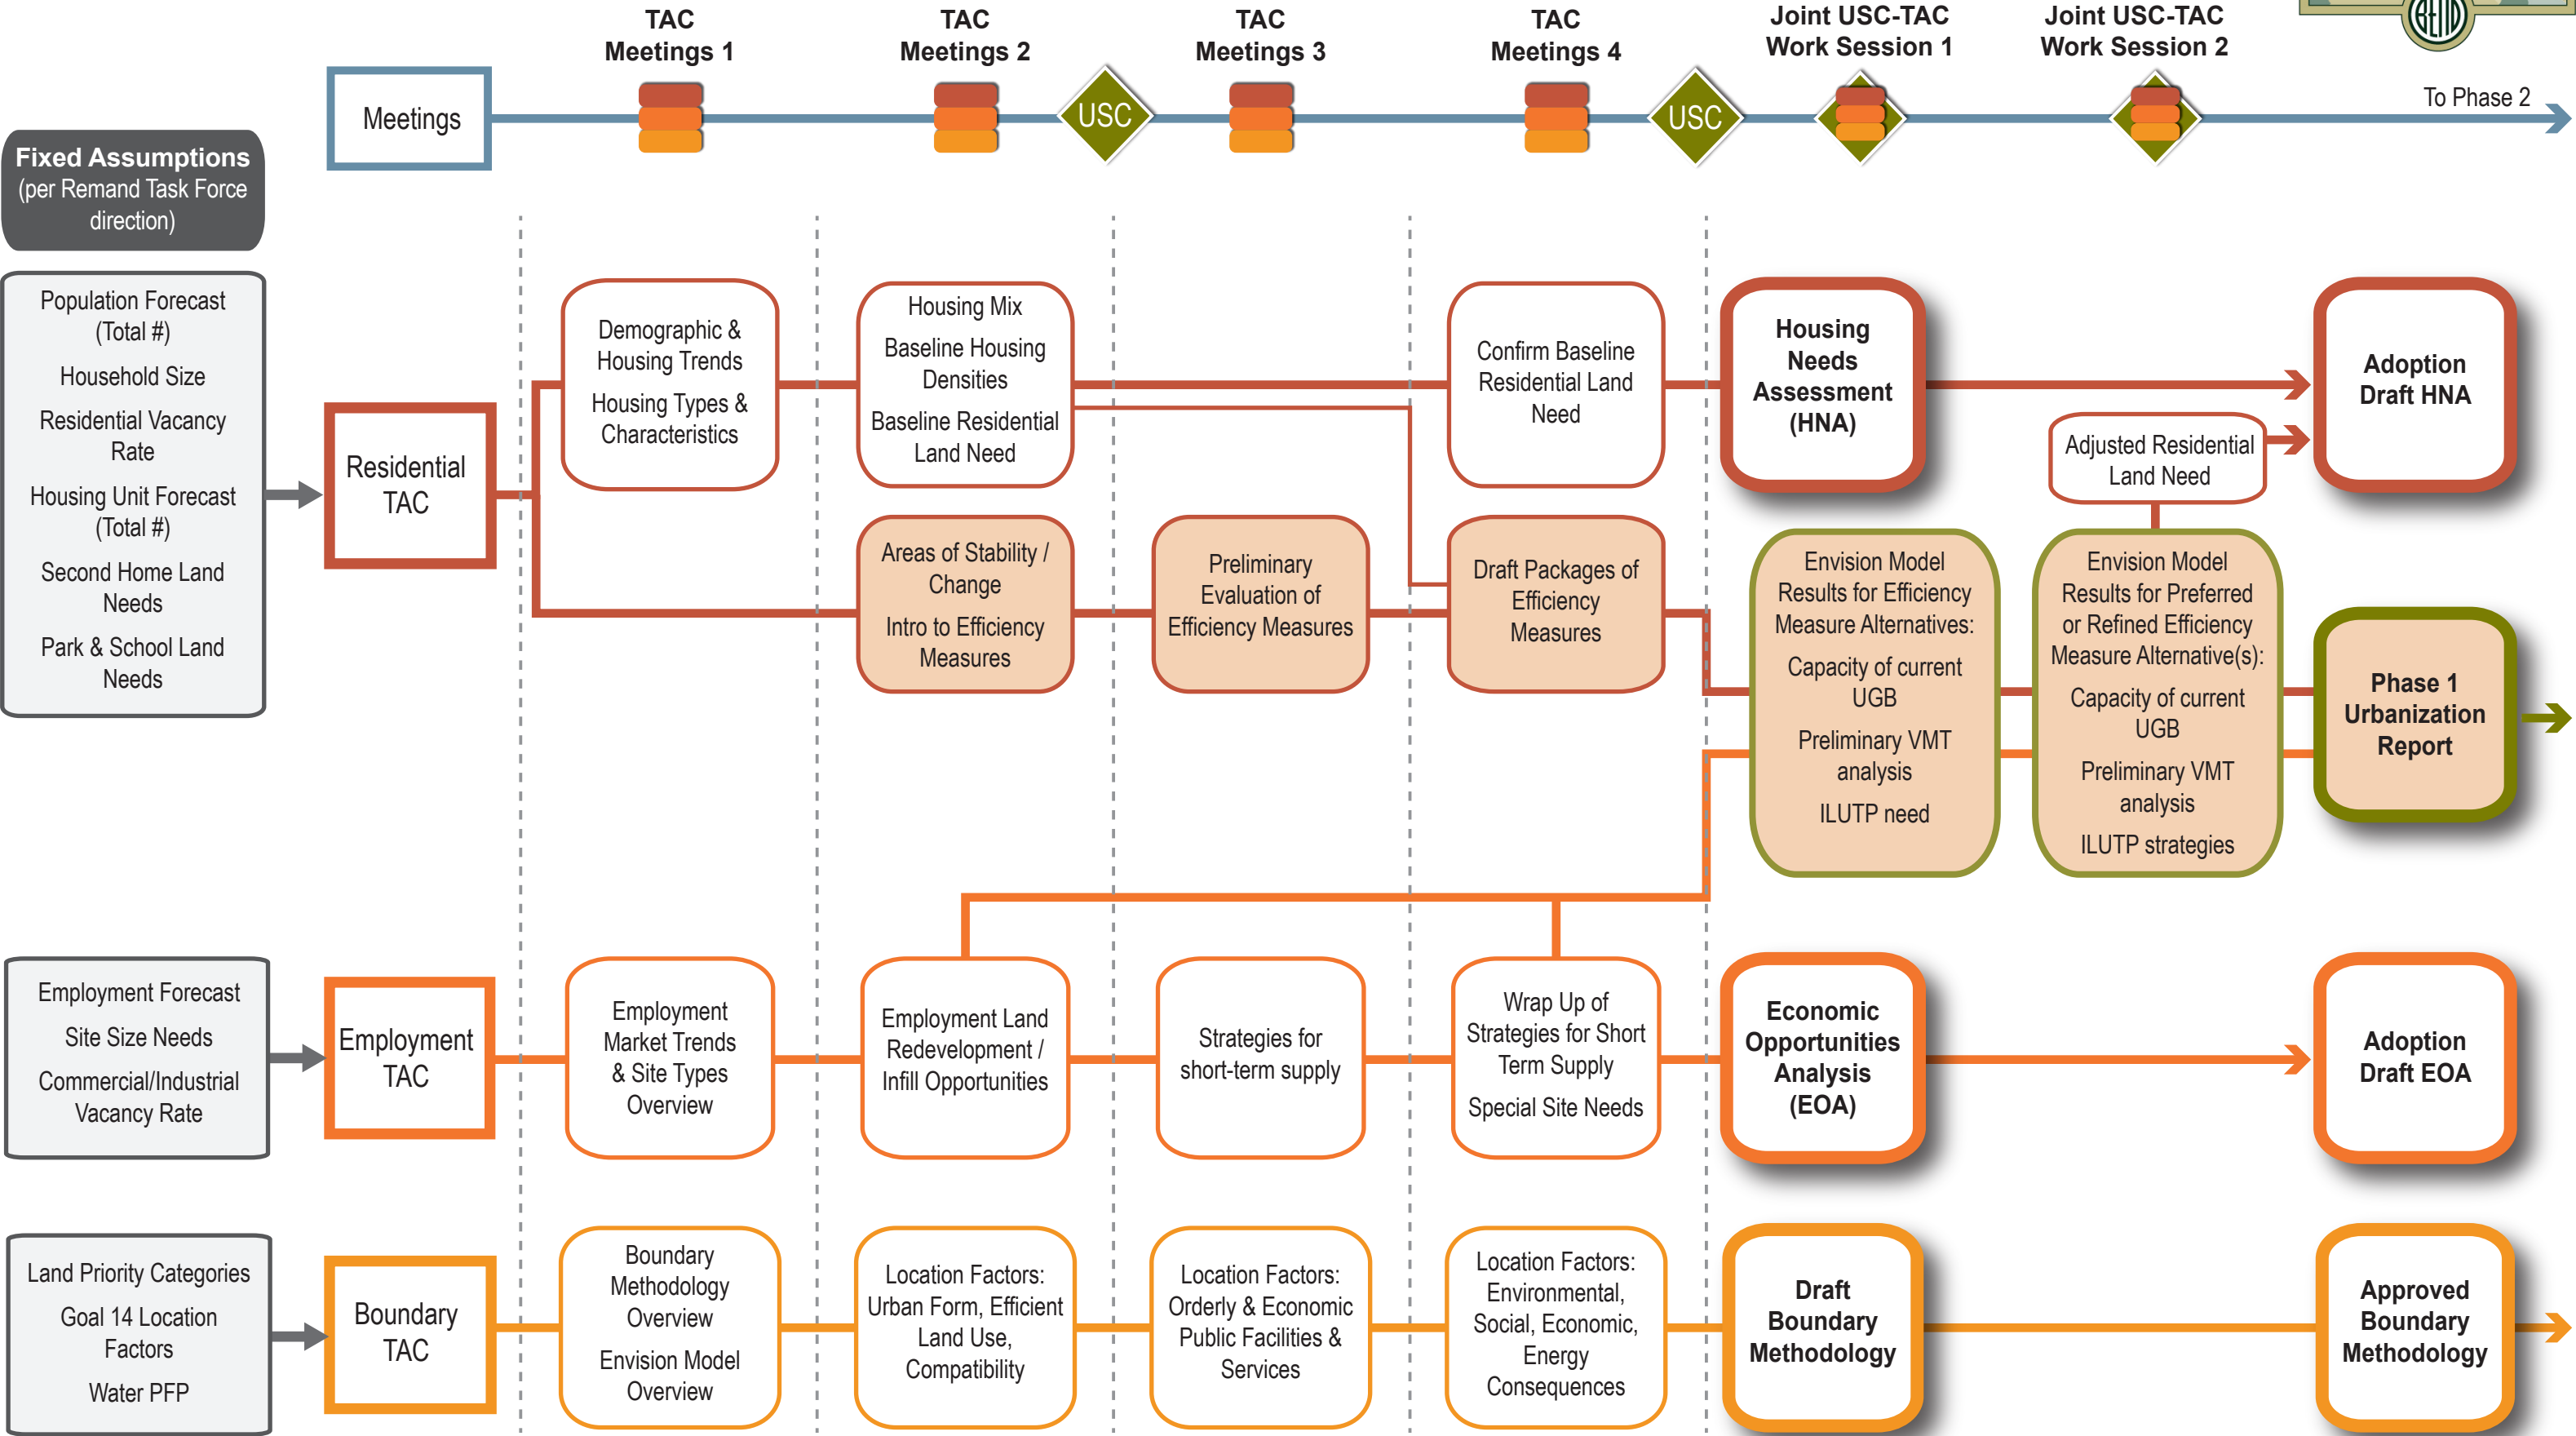 TAC
Meetings 1
TAC
Meetings 2
TAC
Meetings 3
TAC
Meetings 4
Joint USC-TAC
Work Session 1
Joint USC-TAC
Work Session 2
BEND
Meetings
USC
USC
To Phase 2
Fixed Assumptions
(per Remand Task Force
direction)
Population Forecast
(Total #)
Household Size
Residential Vacancy
Rate
Housing Unit Forecast
(Total #)
Second Home Land
Needs
Park & School Land
Needs
Residential
TAC
Demographic &
Housing Trends
Housing Types &
Characteristics
Housing Mix
Baseline Housing
Densities
Baseline Residential
Land Need
Confirm Baseline
Residential Land
Need
Housing
Needs
Assessment
(HNA)
Adjusted Residential
Land Need
Adoption
Draft HNA
Areas of Stability /
Change
Intro to Efficiency
Measures
Preliminary
Evaluation of
Efficiency Measures
Draft Packages of
Efficiency
Measures
Envision Model
Results for Efficiency
Measure Alternatives:
Capacity of current
UGB
Preliminary VMT
analysis
ILUTP need
Envision Model
Results for Preferred
or Refined Efficiency
Measure Alternative(s):
Capacity of current
UGB
Preliminary VMT
analysis
ILUTP strategies
Phase 1
Urbanization
Report
Employment Forecast
Site Size Needs
Commercial/Industrial
Vacancy Rate
Employment
TAC
Employment
Market Trends
& Site Types
Overview
Employment Land
Redevelopment /
Infill Opportunities
Strategies for
short-term supply
Wrap Up of
Strategies for Short
Term Supply
Special Site Needs
Economic
Opportunities
Analysis
(EOA)
Adoption
Draft EOA
Land Priority Categories
Goal 14 Location
Factors
Water PFP
Boundary
TAC
Boundary
Methodology
Overview
Envision Model
Overview
Location Factors:
Urban Form, Efficient
Land Use,
Compatibility
Location Factors:
Orderly & Economic
Public Facilities &
Services
Location Factors:
Environmental,
Social, Economic,
Energy
Consequences
Draft
Boundary
Methodology
Approved
Boundary
Methodology